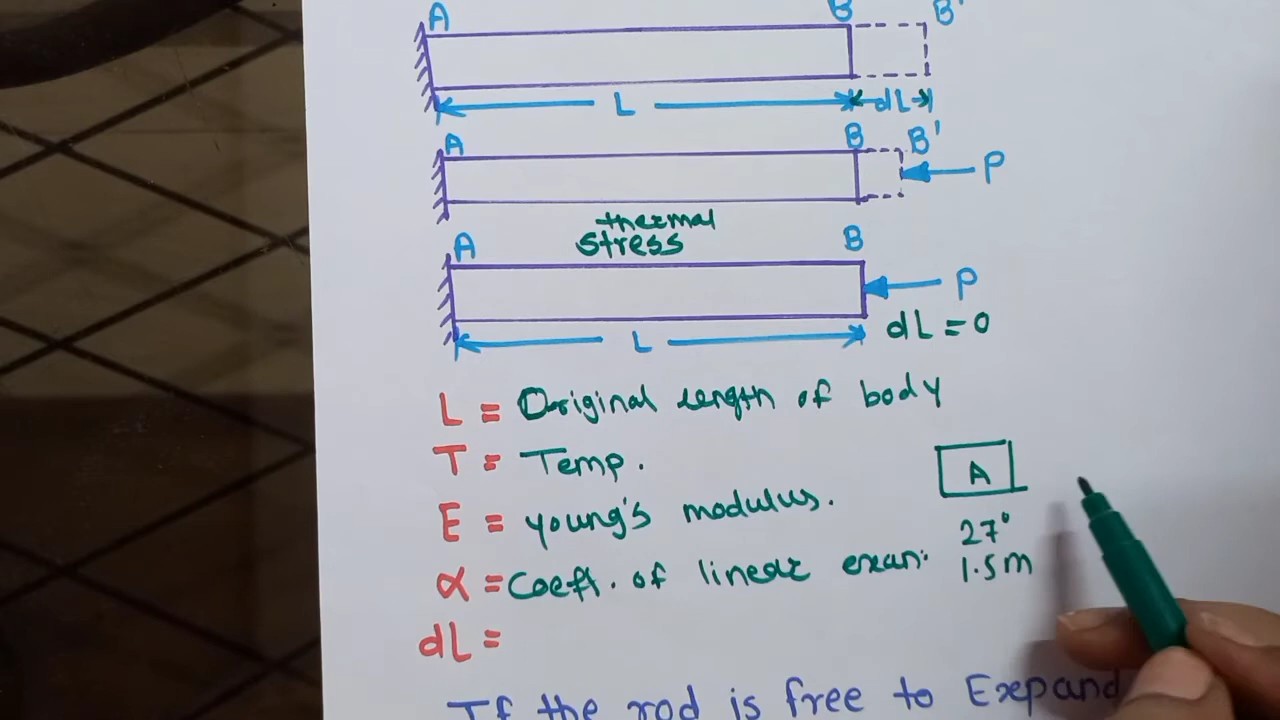 A B B'
L dL
A B B'
P
thermal
stress
A B
P
L
dL = 0
L = Original length of body
T = Temp.
E = young's modulus.
α = Coeff. of linear exan.
dL =
A
27°
1.5m
If the rod is free to Expand